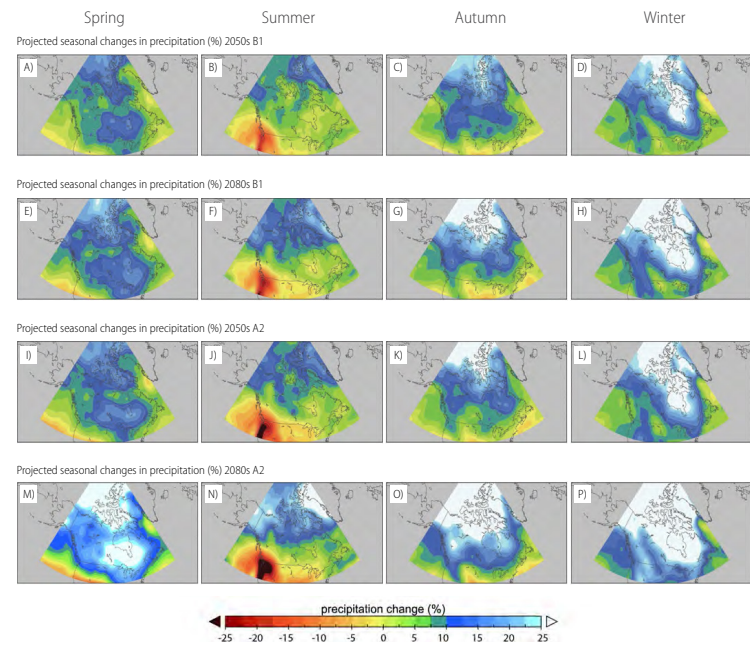 Spring Summer Autumn Winter
Projected seasonal changes in precipitation (%) 2050s B1
A) B) C) D)
Projected seasonal changes in precipitation (%) 2080s B1
E) F) G) H)
Projected seasonal changes in precipitation (%) 2050s A2
I) J) K) L)
Projected seasonal changes in precipitation (%) 2080s A2
M) N) O) P)
precipitation change (%)
-25 -20 -15 -10 -5 0 5 10 15 20 25